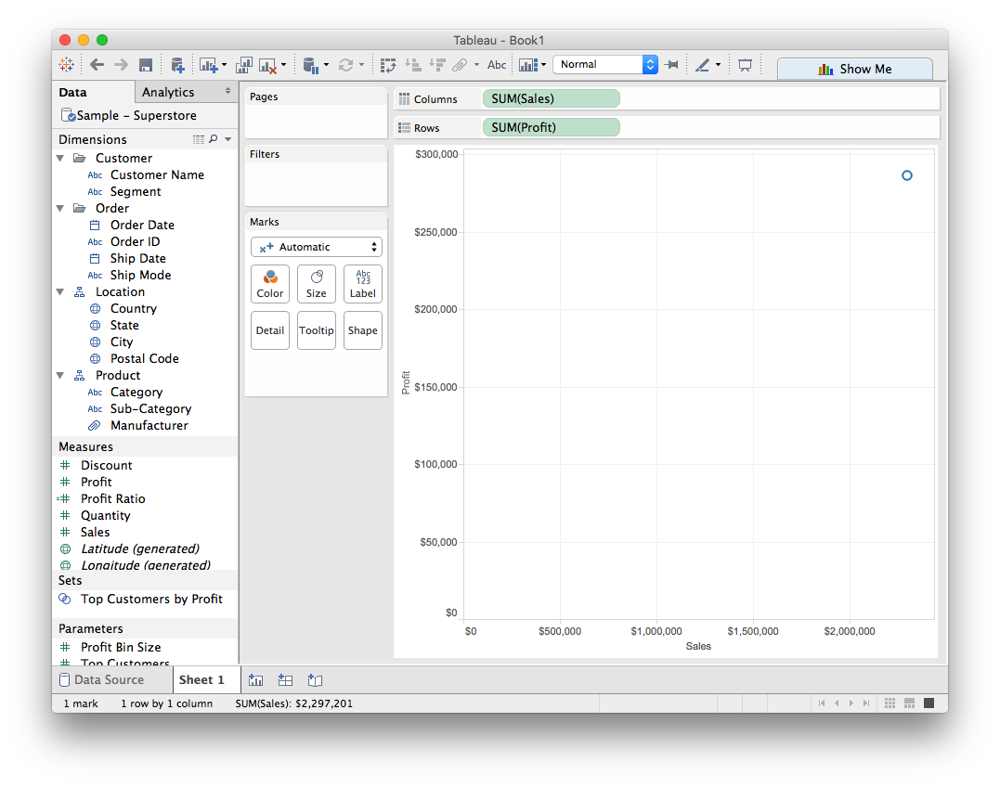 Tableau - Book1
Abc
Normal
Show Me
Data
Analytics
Sample - Superstore
Dimensions
Customer
Abc Customer Name
Abc Segment
Order
Order Date
Abc Order ID
Ship Date
Abc Ship Mode
Location
Country
State
City
Postal Code
Product
Abc Category
Abc Sub-Category
Manufacturer
Measures
# Discount
# Profit
=# Profit Ratio
# Quantity
# Sales
Latitude (generated)
Longitude (generated)
Sets
Top Customers by Profit
Parameters
# Profit Bin Size
# Top Customers
Pages
Filters
Marks
Automatic
Color
Size
Abc
123
Label
Detail
Tooltip
Shape
Columns
SUM(Sales)
Rows
SUM(Profit)
$300,000
$250,000
$200,000
$150,000
$100,000
$50,000
$0
Profit
$0
$500,000
$1,000,000
$1,500,000
$2,000,000
Sales
Data Source
Sheet 1
1 mark
1 row by 1 column
SUM(Sales): $2,297,201